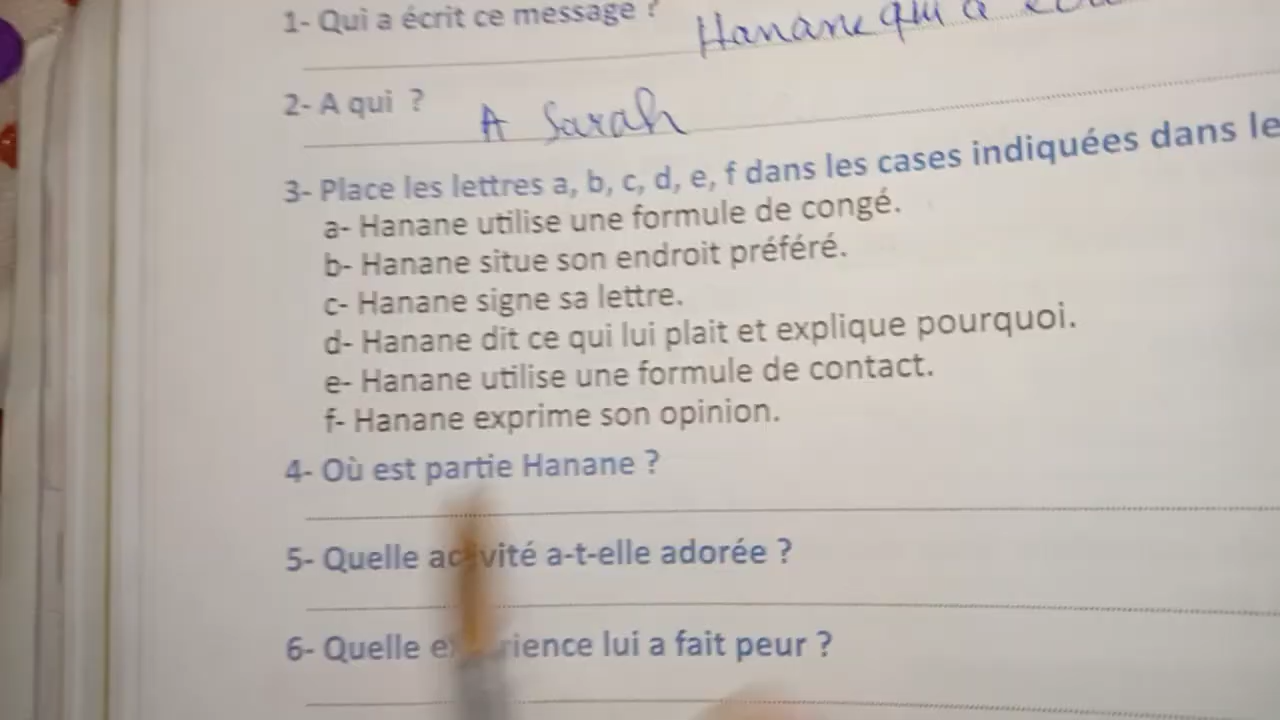 1- Qui a écrit ce message ? Hanane qui a
2- A qui ? A Sarah
3- Place les lettres a, b, c, d, e, f dans les cases indiquées dans le
a- Hanane utilise une formule de congé.
b- Hanane situe son endroit préféré.
c- Hanane signe sa lettre.
d- Hanane dit ce qui lui plait et explique pourquoi.
e- Hanane utilise une formule de contact.
f- Hanane exprime son opinion.
4- Où est partie Hanane ?
5- Quelle activité a-t-elle adorée ?
6- Quelle expérience lui a fait peur ?